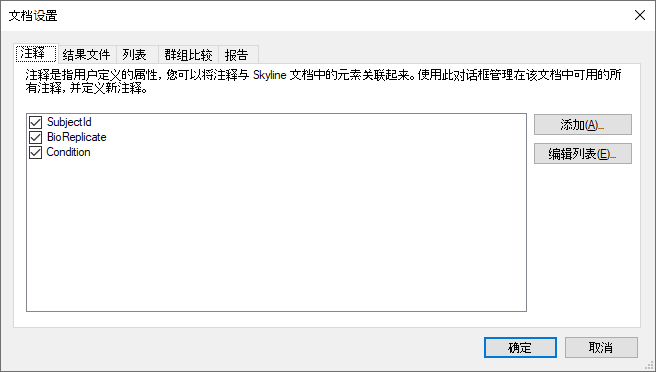 文档设置
注释 结果文件 列表 群组比较 报告
注释是指用户定义的属性，您可以将注释与 Skyline 文档中的元素关联起来。使用此对话框管理在该文档中可用的所
有注释，并定义新注释。
SubjectId
BioReplicate
Condition
添加(A)...
编辑列表(E)...
确定 取消